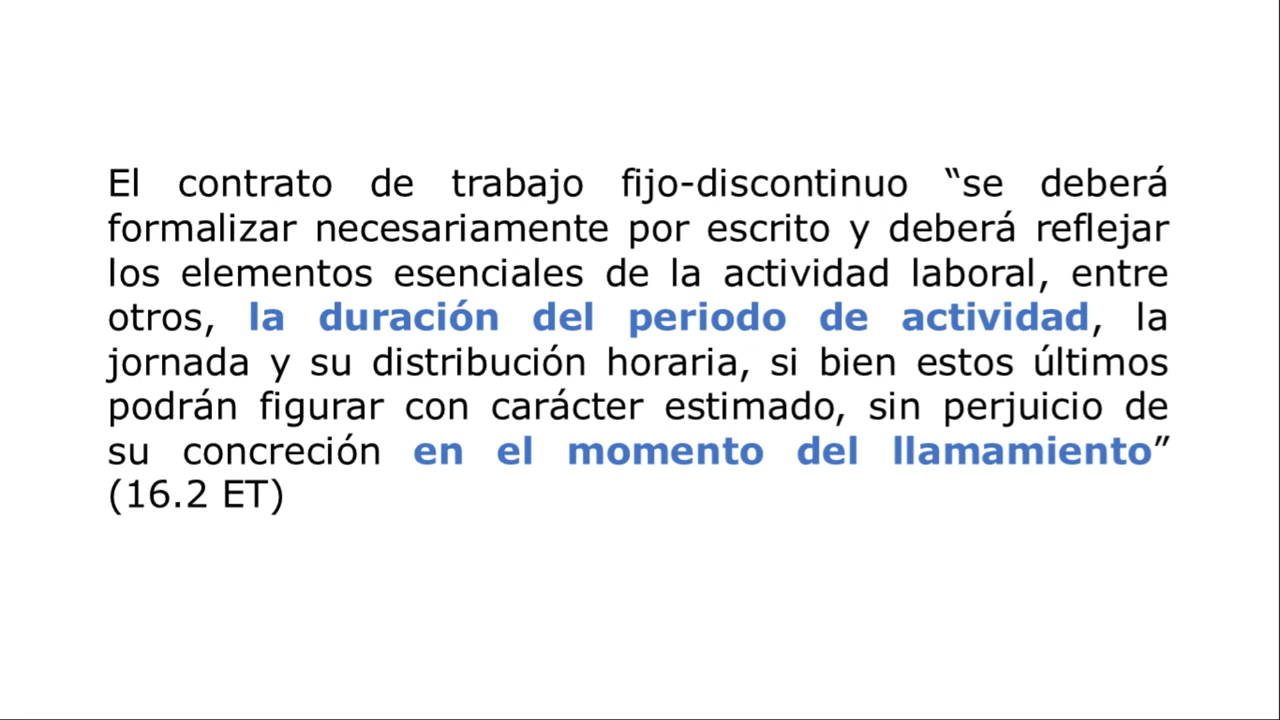 El contrato de trabajo fijo-discontinuo “se deberá
formalizar necesariamente por escrito y deberá reflejar
los elementos esenciales de la actividad laboral, entre
otros, la duración del periodo de actividad, la
jornada y su distribución horaria, si bien estos últimos
podrán figurar con carácter estimado, sin perjuicio de
su concreción en el momento del llamamiento”
(16.2 ET)